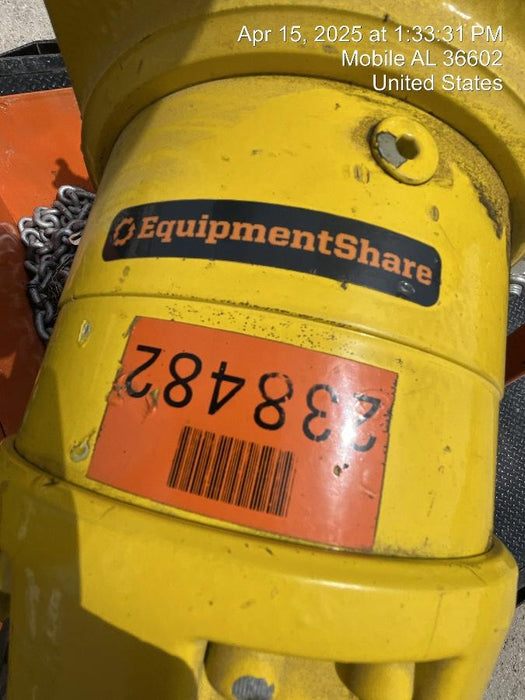 Apr 15, 2025 at 1:33:31 PM
Mobile AL 36602
United States
EquipmentShare
238482